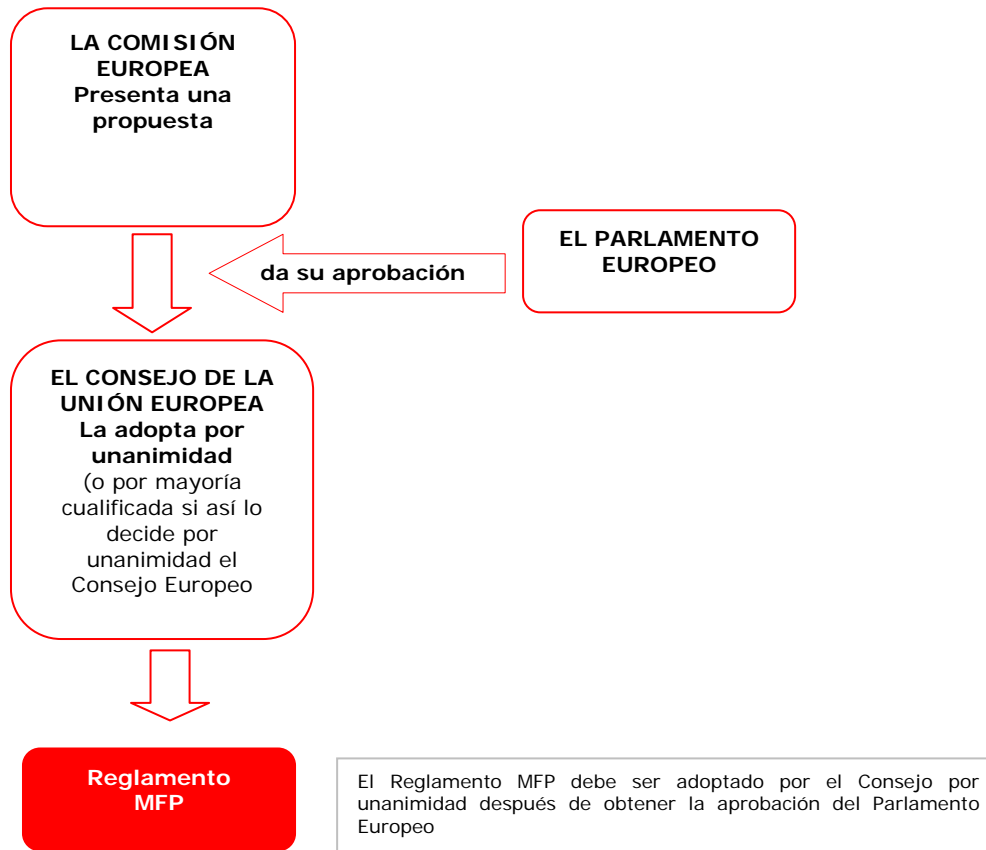 LA COMISIÓN
EUROPEA
Presenta una
propuesta
EL PARLAMENTO
EUROPEO
da su aprobación
EL CONSEJO DE LA
UNIÓN EUROPEA
La adopta por
unanimidad
(o por mayoría
cualificada si así lo
decide por
unanimidad el
Consejo Europeo
Reglamento
MFP
El Reglamento MFP debe ser adoptado por el Consejo por
unanimidad después de obtener la aprobación del Parlamento
Europeo